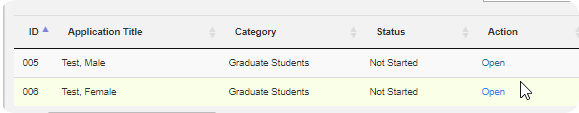 ID Application Title Category Status Action
005 Test, Male Graduate Students Not Started Open
006 Test, Female Graduate Students Not Started Open